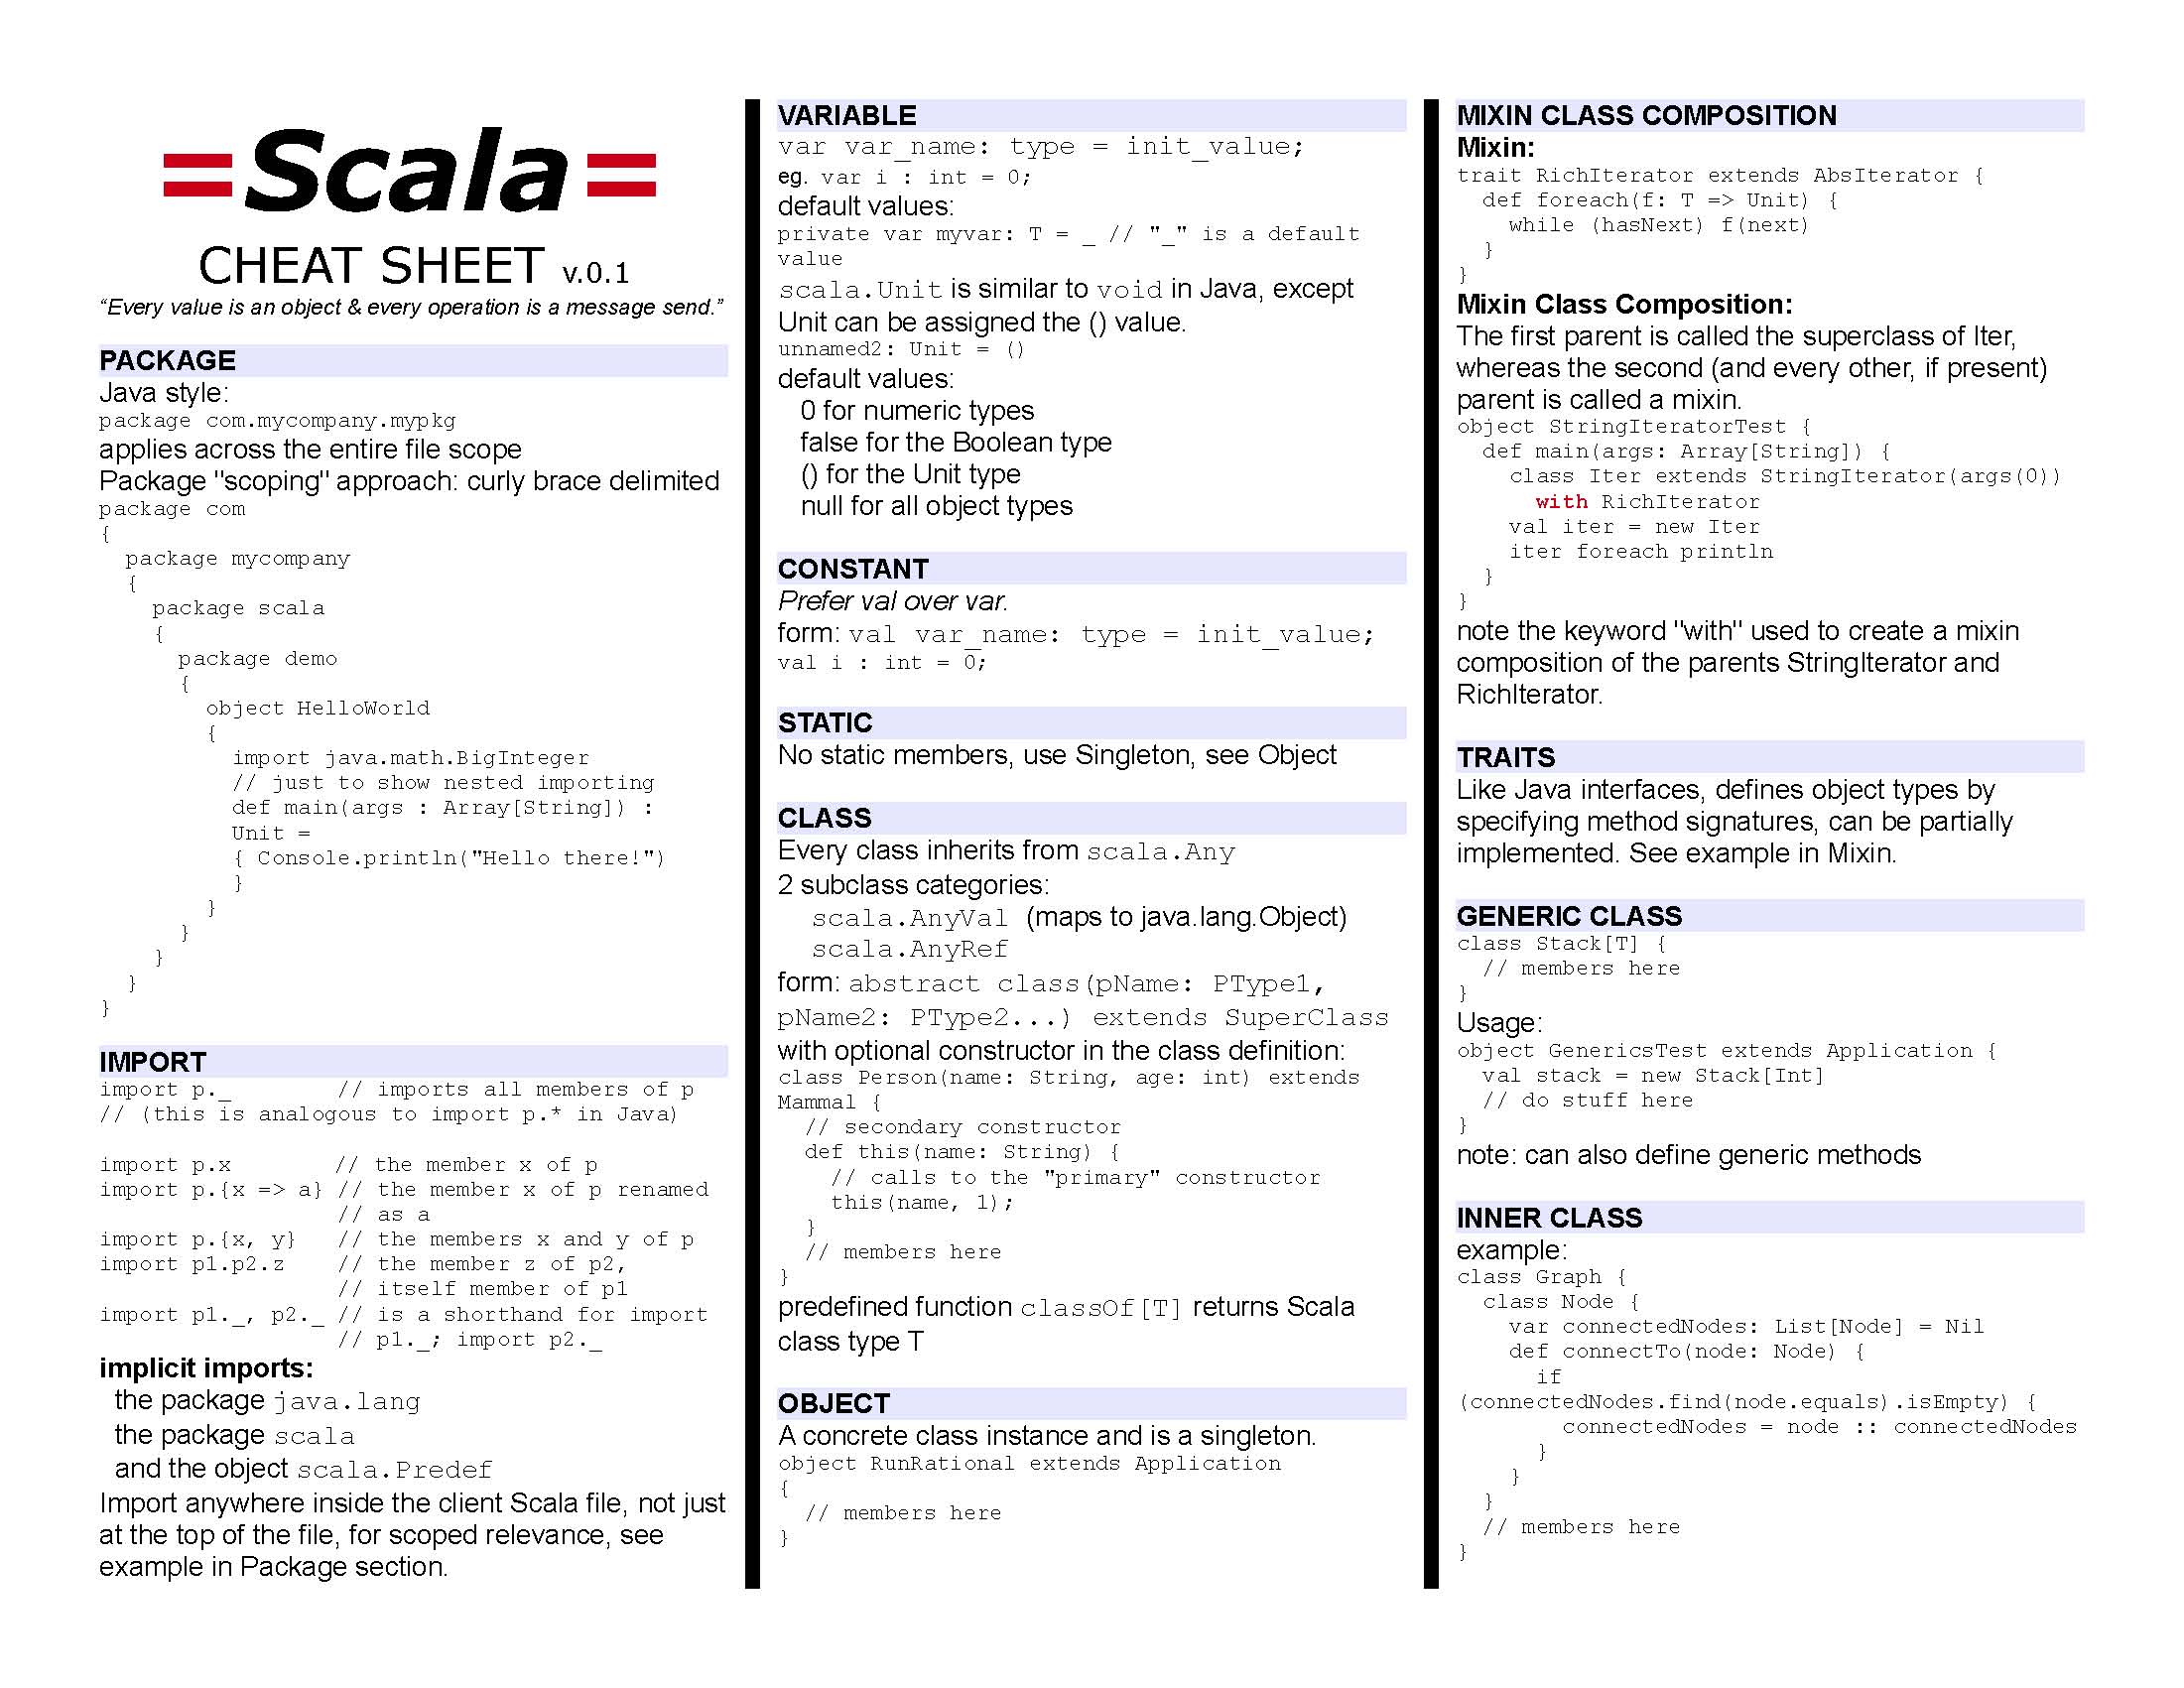 =Scala=
CHEAT SHEET v.0.1
“Every value is an object & every operation is a message send.”
PACKAGE
Java style:
package com.mycompany.mypkg
applies across the entire file scope
Package "scoping" approach: curly brace delimited
package com
{
  package mycompany
  {
    package scala
    {
      package demo
      {
        object HelloWorld
        {
          import java.math.BigInteger
          // just to show nested importing
          def main(args : Array[String]) :
          Unit =
          { Console.println("Hello there!")
          }
        }
      }
    }
  }
}
IMPORT
import p._          // imports all members of p
// (this is analogous to import p.* in Java)
import p.x        // the member x of p
import p.{x => a} // the member x of p renamed
                  // as a
import p.{x, y}   // the members x and y of p
import p1.p2.z    // the member z of p2,
                  // itself member of p1
import p1._, p2._ // is a shorthand for import
                  // p1._; import p2._
implicit imports:
  the package java.lang
  the package scala
  and the object scala.Predef
Import anywhere inside the client Scala file, not just
at the top of the file, for scoped relevance, see
example in Package section.
VARIABLE
var var_name: type = init_value;
eg. var i : int = 0;
default values:
private var myvar: T = _ // "_" is a default
value
scala.Unit is similar to void in Java, except
Unit can be assigned the () value.
unnamed2: Unit = ()
default values:
  0 for numeric types
  false for the Boolean type
  () for the Unit type
  null for all object types
CONSTANT
Prefer val over var.
form: val var_name: type = init_value;
val i : int = 0;
STATIC
No static members, use Singleton, see Object
CLASS
Every class inherits from scala.Any
2 subclass categories:
  scala.AnyVal (maps to java.lang.Object)
  scala.AnyRef
form: abstract class(pName: PType1,
pName2: PType2...) extends SuperClass
with optional constructor in the class definition:
class Person(name: String, age: int) extends
Mammal {
  // secondary constructor
  def this(name: String) {
    // calls to the "primary" constructor
    this(name, 1);
  }
  // members here
}
predefined function classOf[T] returns Scala
class type T
OBJECT
A concrete class instance and is a singleton.
object RunRational extends Application
{
  // members here
}
MIXIN CLASS COMPOSITION
Mixin:
trait RichIterator extends AbsIterator {
  def foreach(f: T => Unit) {
    while (hasNext) f(next)
  }
}
Mixin Class Composition:
The first parent is called the superclass of Iter,
whereas the second (and every other, if present)
parent is called a mixin.
object StringIteratorTest {
  def main(args: Array[String]) {
    class Iter extends StringIterator(args(0))
      with RichIterator
    val iter = new Iter
    iter foreach println
  }
}
note the keyword "with" used to create a mixin
composition of the parents StringIterator and
RichIterator.
TRAITS
Like Java interfaces, defines object types by
specifying method signatures, can be partially
implemented. See example in Mixin.
GENERIC CLASS
class Stack[T] {
  // members here
}
Usage:
object GenericsTest extends Application {
  val stack = new Stack[Int]
  // do stuff here
}
note: can also define generic methods
INNER CLASS
example:
class Graph {
  class Node {
    var connectedNodes: List[Node] = Nil
    def connectTo(node: Node) {
      if
(connectedNodes.find(node.equals).isEmpty) {
        connectedNodes = node :: connectedNodes
      }
    }
  }
  // members here
}